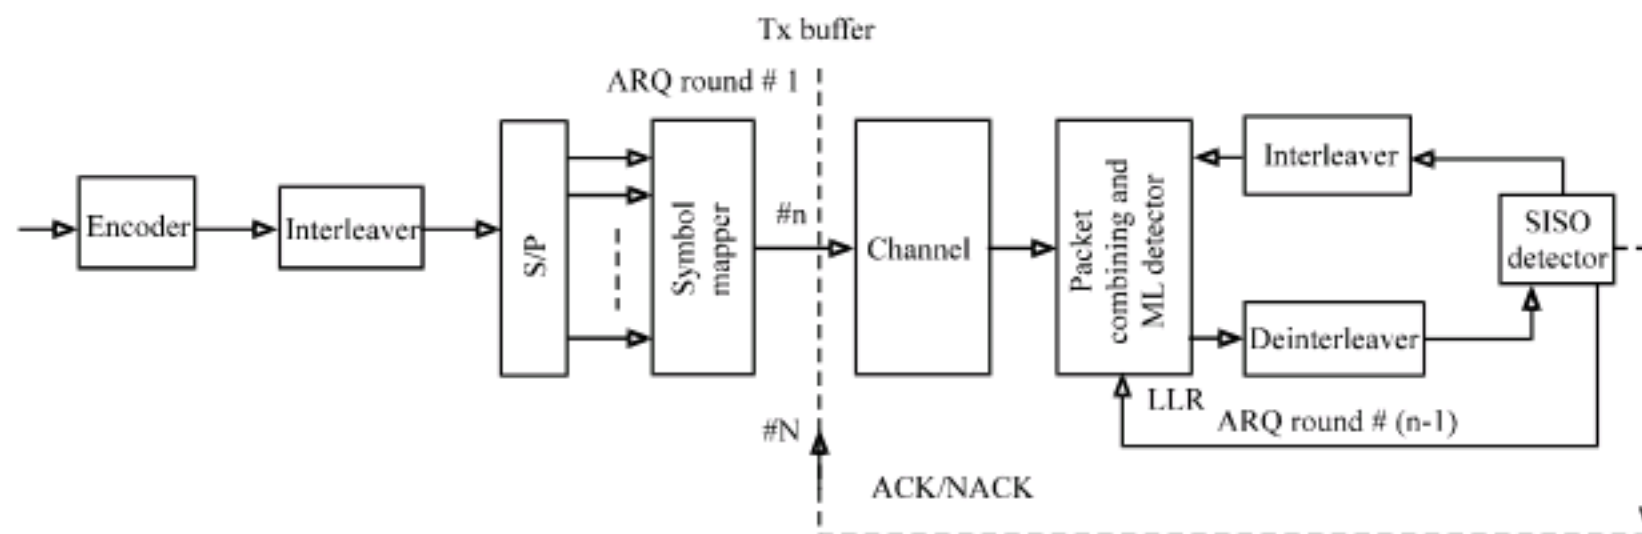 Tx buffer
ARQ round # 1
Encoder
Interleaver
S/P
Symbol
mapper
#n
#N
Channel
Packet
combining and
ML detector
Interleaver
Deinterleaver
SISO
detector
LLR
ARQ round # (n-1)
ACK/NACK